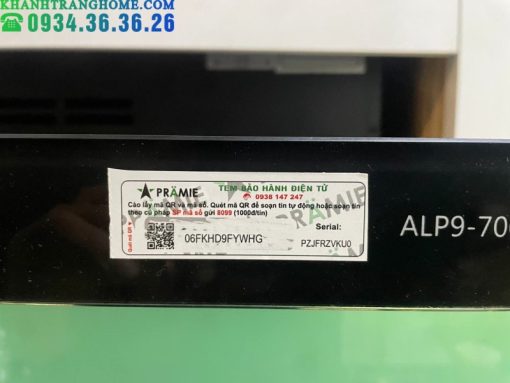 KHANHTRANGHOME.COM
0934.36.36.26
PRÄMIE
TEM BẢO HÀNH ĐIỆN TỬ
0938 147 247
Cào lấy mã QR và mã số. Quét mã QR để soạn tin tự động hoặc soạn tin
theo cú pháp SP mã số gửi 8099 (1000đ/tin)
Serial:
06FKHD9FYWHG
PZJFRZVKU0
ALP9-70